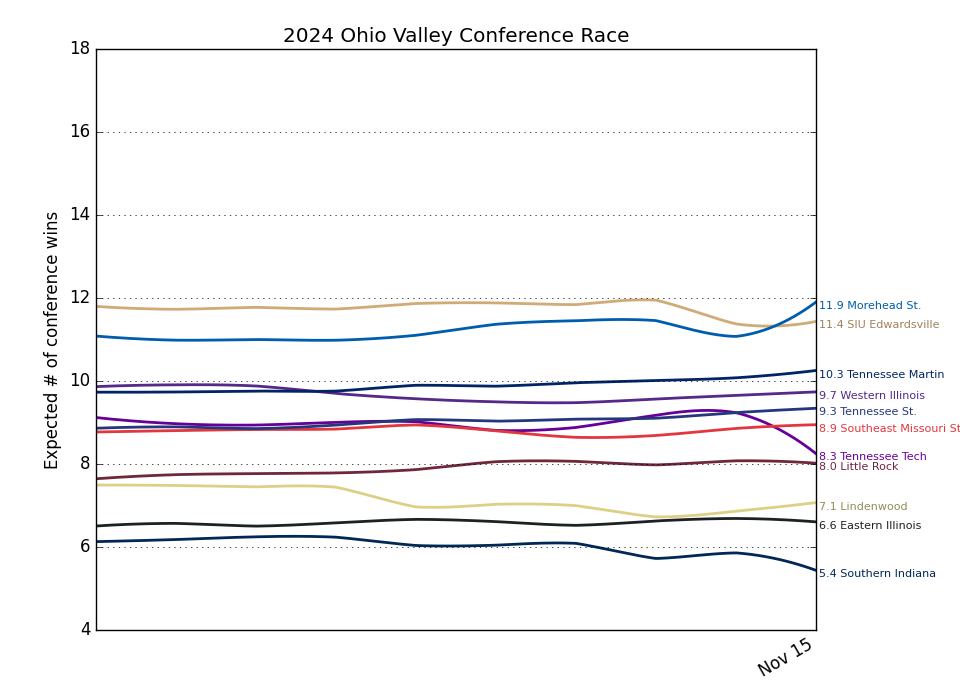 2024 Ohio Valley Conference Race
Expected # of conference wins
18
16
14
12
10
8
6
4
11.9 Morehead St.
11.4 SIU Edwardsville
10.3 Tennessee Martin
9.7 Western Illinois
9.3 Tennessee St.
8.9 Southeast Missouri St
8.3 Tennessee Tech
8.0 Little Rock
7.1 Lindenwood
6.6 Eastern Illinois
5.4 Southern Indiana
Nov 15